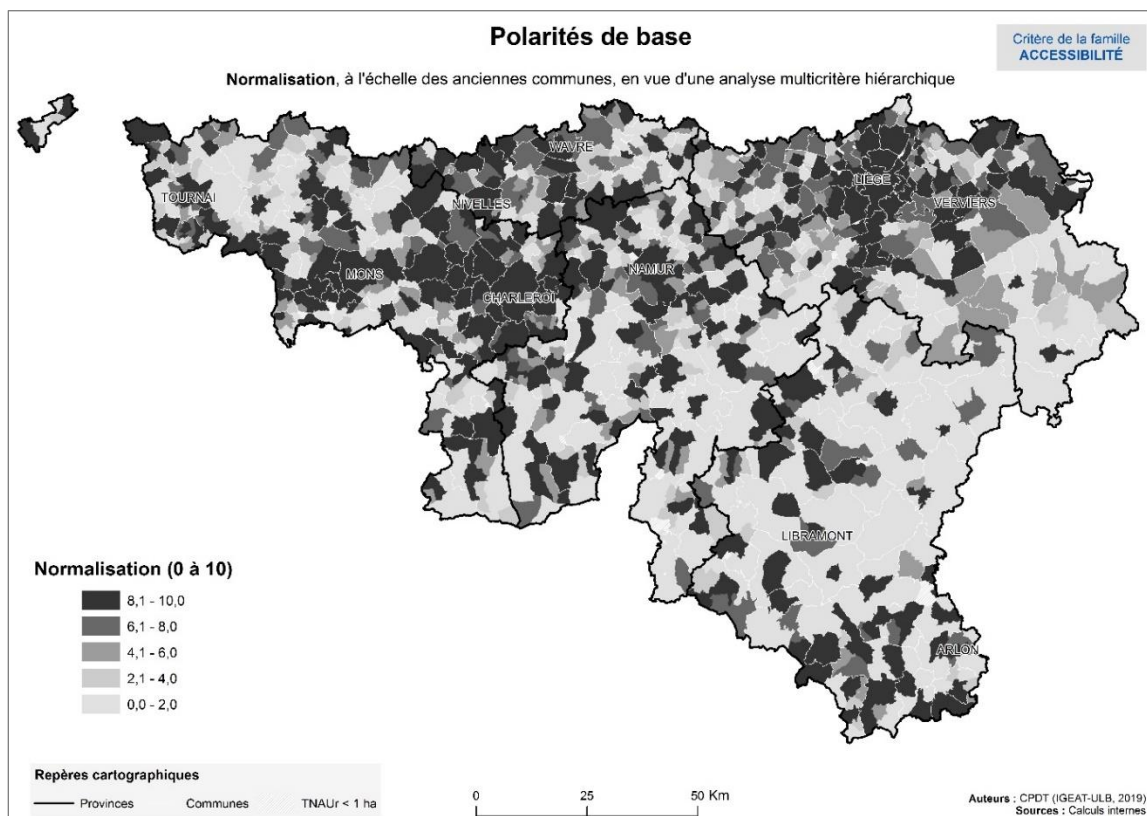 Polarités de base
Critère de la famille
ACCESSIBILITÉ
Normalisation, à l'échelle des anciennes communes, en vue d'une analyse multicritère hiérarchique
WAVRE
LIEGE
TOURNAI
NIVELLES
VERVIERS
MONS
NAMUR
CHARLEROI
LIBRAMONT
ARLON
Normalisation (0 à 10)
8,1 - 10,0
6,1 - 8,0
4,1 - 6,0
2,1 - 4,0
0,0 - 2,0
Repères cartographiques
Provinces Communes TNAUr < 1 ha
0 25 50 Km
Auteurs : CPDT (IGEAT-ULB, 2019)
Sources : Calculs internes